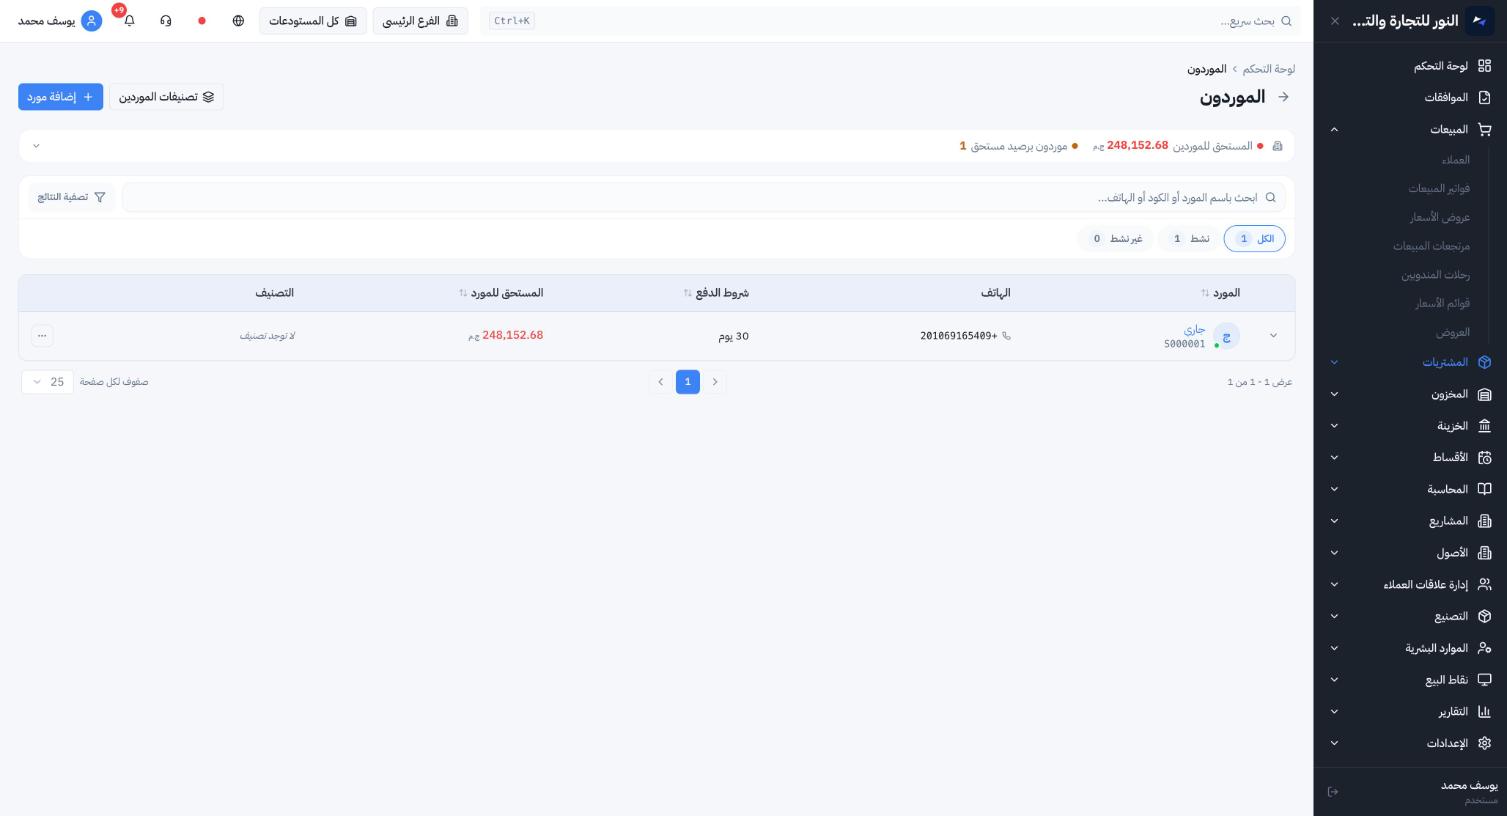 النور للتجارة والتـ...
بحث سريع... Ctrl+K
الفرع الرئيسى
كل المستودعات
+9
يوسف محمد
لوحة التحكم
الموافقات
المبيعات
العملاء
فواتير المبيعات
عروض الأسعار
مرتجعات المبيعات
رحلات المندوبين
قوائم الأسعار
العروض
المشتريات
المخزون
الخزينة
الأقساط
المحاسبة
المشاريع
الأصول
إدارة علاقات العملاء
التصنيع
الموارد البشرية
نقاط البيع
التقارير
الإعدادات
يوسف محمد
مستخدم
لوحة التحكم > الموردون
الموردون
تصنيفات الموردين
+ إضافة مورد
المستحق للموردين 248,152.68 ج.م
موردون برصيد مستحق 1
ابحث باسم المورد أو الكود أو الهاتف...
تصفية النتائج
الكل 1
نشط 1
غير نشط 0
المورد الهاتف شروط الدفع المستحق للمورد التصنيف
ج جاري +201069165409 30 يوم 248,152.68 ج.م لا توجد تصنيف ...
S000001
عرض 1 - 1 من 1
1
صفوف لكل صفحة 25